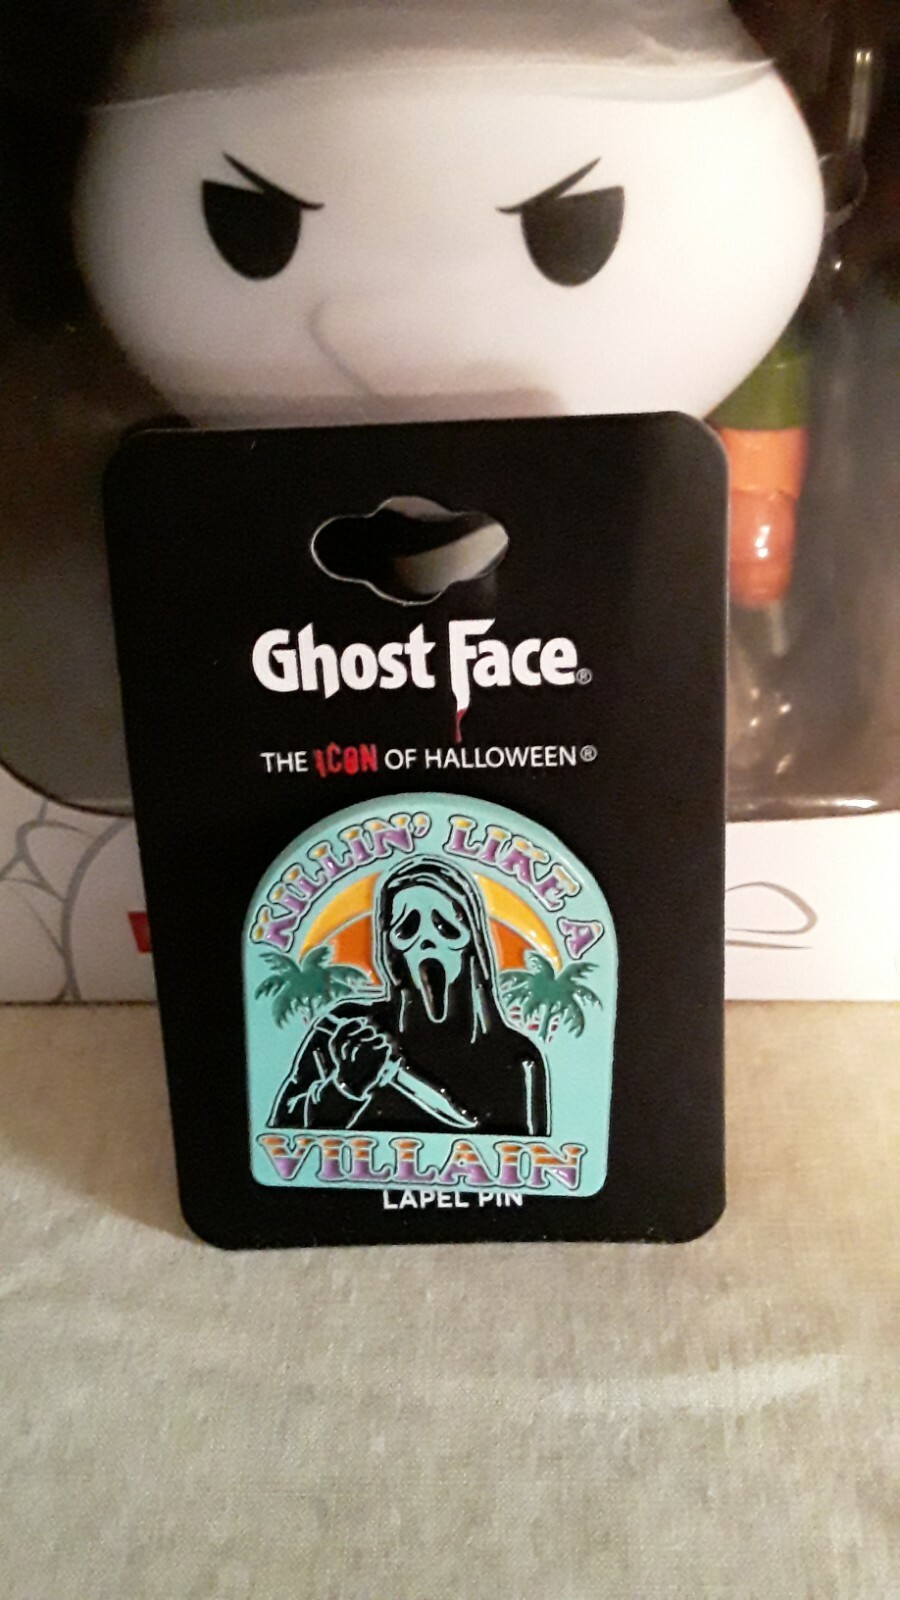 Ghost Face®
THE ICON OF HALLOWEEN®
KILLIN' LIKE A
VILLAIN
LAPEL PIN